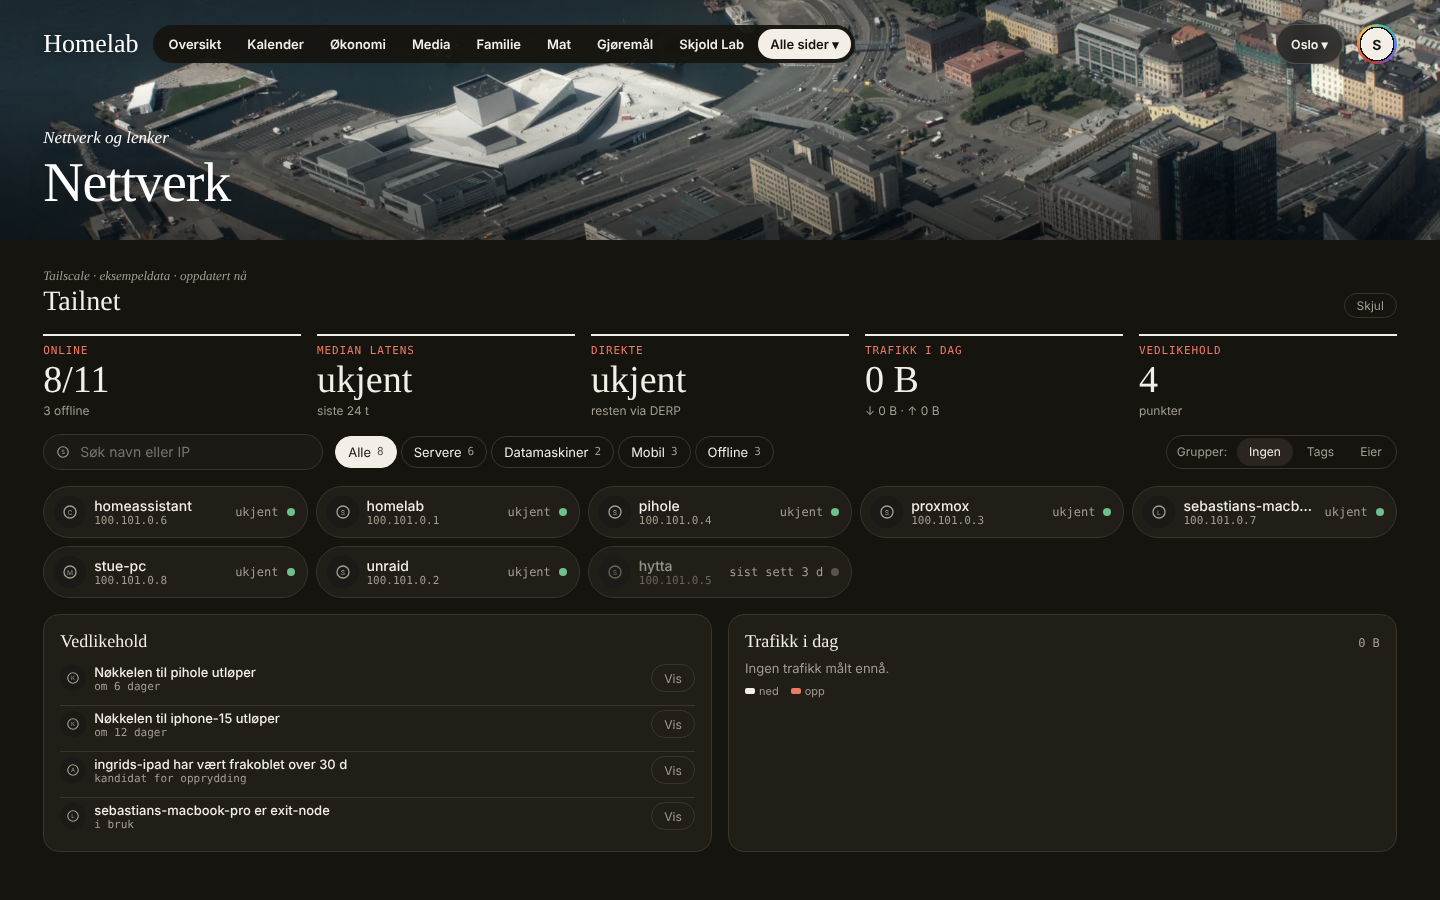 Homelab Oversikt Kalender Økonomi Media Familie Mat Gjøremål Skjold Lab Alle sider ▾ Oslo ▾ S
Nettverk og lenker
Nettverk
Tailscale · eksempeldata · oppdatert nå
Tailnet
Skjul
ONLINE
8/11
3 offline
MEDIAN LATENS
ukjent
siste 24 t
DIREKTE
ukjent
resten via DERP
TRAFIKK I DAG
0 B
↓ 0 B · ↑ 0 B
VEDLIKEHOLD
4
punkter
S Søk navn eller IP
Alle 8 Servere 6 Datamaskiner 2 Mobil 3 Offline 3
Grupper: Ingen Tags Eier
C homeassistant
100.101.0.6
ukjent
S homelab
100.101.0.1
ukjent
S pihole
100.101.0.4
ukjent
S proxmox
100.101.0.3
ukjent
L sebastians-macb...
100.101.0.7
ukjent
M stue-pc
100.101.0.8
ukjent
S unraid
100.101.0.2
ukjent
S hytta
100.101.0.5
sist sett 3 d
Vedlikehold
K Nøkkelen til pihole utløper
om 6 dager
Vis
K Nøkkelen til iphone-15 utløper
om 12 dager
Vis
A ingrids-ipad har vært frakoblet over 30 d
kandidat for opprydding
Vis
L sebastians-macbook-pro er exit-node
i bruk
Vis
Trafikk i dag
0 B
Ingen trafikk målt ennå.
ned opp